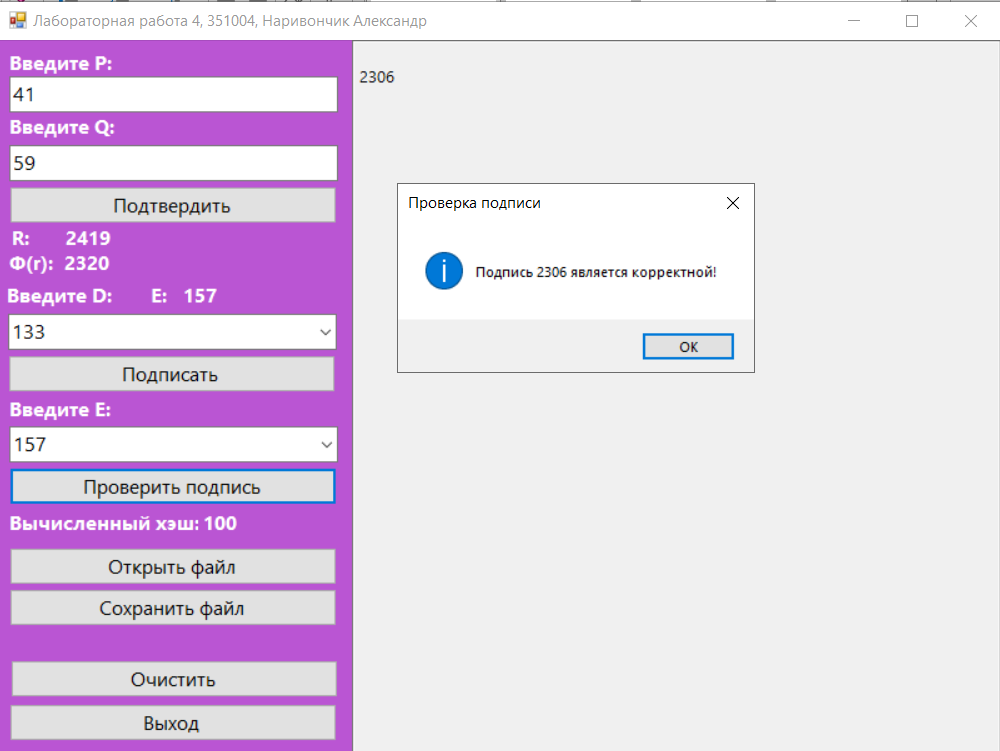 Лабораторная работа 4, 351004, Наривончик Александр
Введите P:
41
Введите Q:
59
Подтвердить
R: 2419
Φ(r): 2320
Введите D: E: 157
133
Подписать
Введите E:
157
Проверить подпись
Вычисленный хэш: 100
Открыть файл
Сохранить файл
Очистить
Выход
2306
Проверка подписи
Подпись 2306 является корректной!
OK